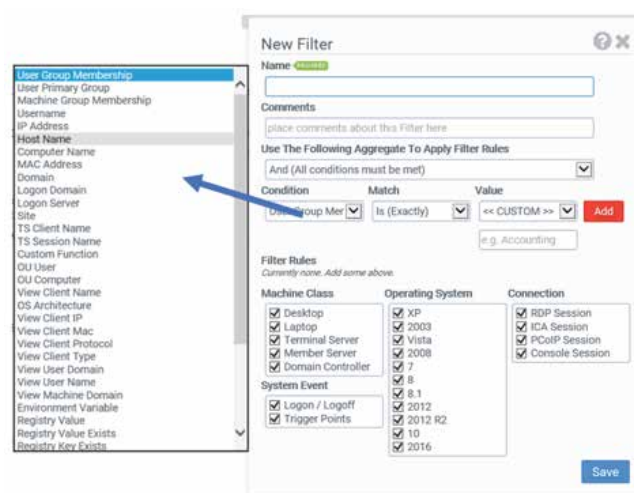 New Filter
Name
Comments
place comments about this Filter here
Use The Following Aggregate To Apply Filter Rules
And (All conditions must be met)
Condition Match Value
User Group Mer Is (Exactly) << CUSTOM >> Add
e.g. Accounting
Filter Rules
Currently none. Add some above.
Machine Class
Desktop
Laptop
Terminal Server
Member Server
Domain Controller
System Event
Logon / Logoff
Trigger Points
Operating System
XP
2003
Vista
2008
7
8
8.1
2012
2012 R2
10
2016
Connection
RDP Session
ICA Session
PCoIP Session
Console Session
Save
User Group Membership
User Primary Group
Machine Group Membership
Username
IP Address
Host Name
Computer Name
MAC Address
Domain
Logon Domain
Logon Server
Site
TS Client Name
TS Session Name
Custom Function
OU User
OU Computer
View Client Name
OS Architecture
View Client IP
View Client Mac
View Client Protocol
View Client Type
View User Domain
View User Name
View Machine Domain
Environment Variable
Registry Value
Registry Value Exists
Registry Key Exists